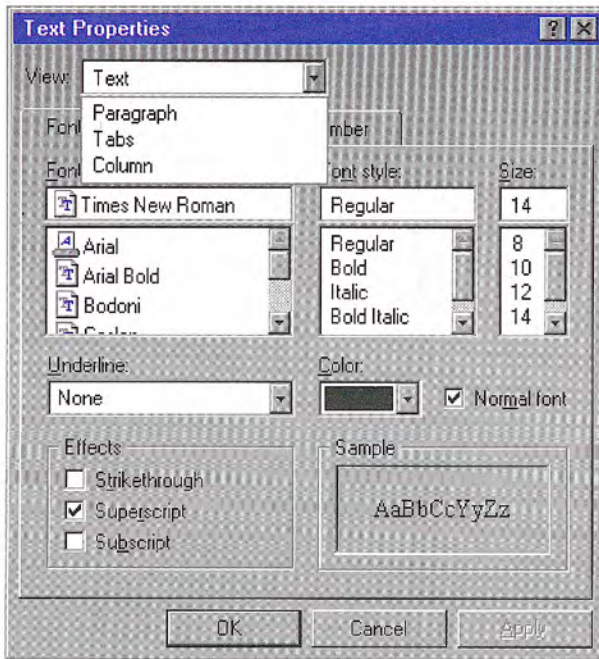 Text Properties
View: Text
Paragraph
Tabs
Column
mber
Size:
Times New Roman
Regular
14
Arial
Arial Bold
Bodoni
Regular
Bold
Italic
Bold Italic
8
10
12
14
Underline:
Color:
None
Normal font
Effects
Sample
Strikethrough
Superscript
Subscript
AaBbCcYyZz
OK Cancel Apply